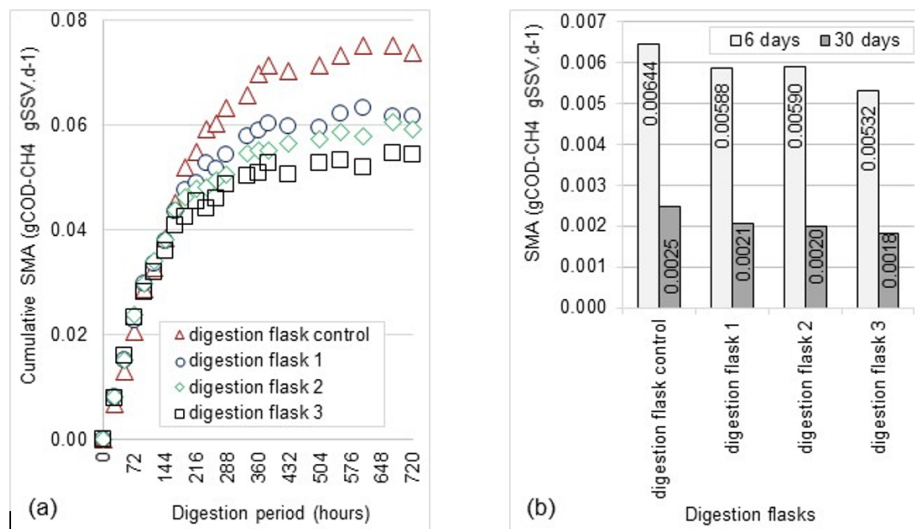 Cumulative SMA (gCOD-CH4 gSSV.d-1)
0.08
0.06
0.04
0.02
0.00
digestion flask control
digestion flask 1
digestion flask 2
digestion flask 3
0 72 144 216 288 360 432 504 576 648 720
Digestion period (hours)
(a)
SMA (gCOD-CH4 gSSV.d-1)
0.007
0.006
0.005
0.004
0.003
0.002
0.001
0.000
6 days 30 days
0.00644 0.0025 0.00588 0.0021 0.00590 0.0020 0.00532 0.0018
digestion flask control
digestion flask 1
digestion flask 2
digestion flask 3
Digestion flasks
(b)